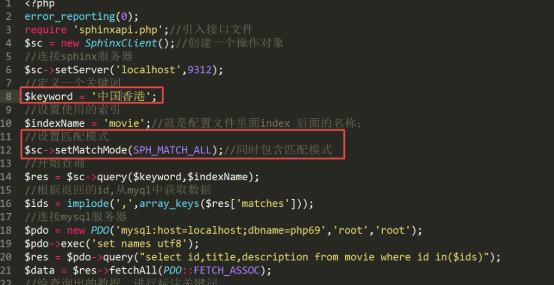 1 <?php
2 error_reporting(0);
3 require 'sphinxapi.php';//引入接口文件
4 $sc = new SphinxClient();//创建一个操作对象
5 //连接sphinx服务器
6 $sc->setServer('localhost',9312);
7 //定义一个关键词
8 $keyword = '中国香港';
9 //设置使用的索引
10 $indexName = 'movie';//就是配置文件里面index 后面的名称;
11 //设置匹配模式
12 $sc->setMatchMode(SPH_MATCH_ALL);//同时包含匹配模式
13 //开始查询
14 $res = $sc->query($keyword,$indexName);
15 //根据返回的id,从myql中获取数据
16 $ids = implode(',',array_keys($res['matches']));
17 //连接mysql服务器
18 $pdo = new PDO('mysql:host=localhost;dbname=php69','root','root');
19 $pdo->exec('set names utf8');
20 $res = $pdo->query("select id,title,description from movie where id in($ids)");
21 $data = $res->fetchAll(PDO::FETCH_ASSOC);